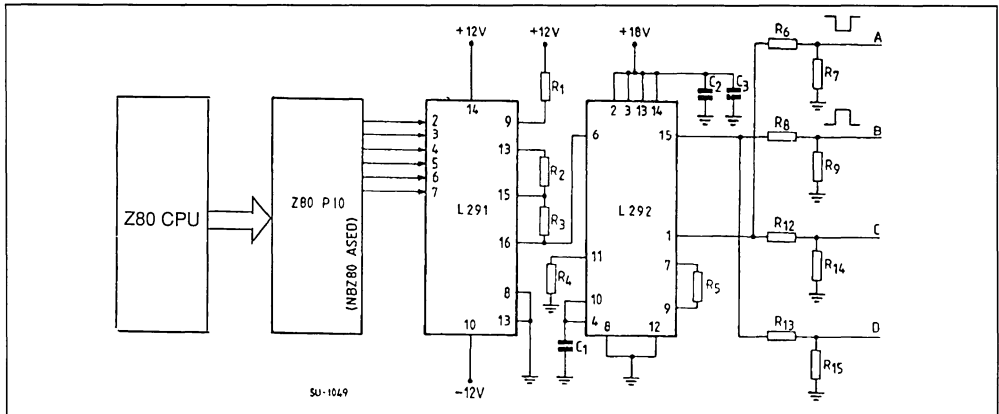 +12V
+12V
+18V
R6
A
R7
R1
C2
C3
14
2 3 13 14
R8
B
R9
2
3
4
5
6
7
9
13
15
16
8
13
10
R2
R3
6
15
1
11
7
10
9
4
8
12
R4
R5
C1
Z80 CPU
Z80 PIO
(NBZ80 ASED)
L291
L292
R12
C
R14
R13
D
R15
-12V
SU-1049